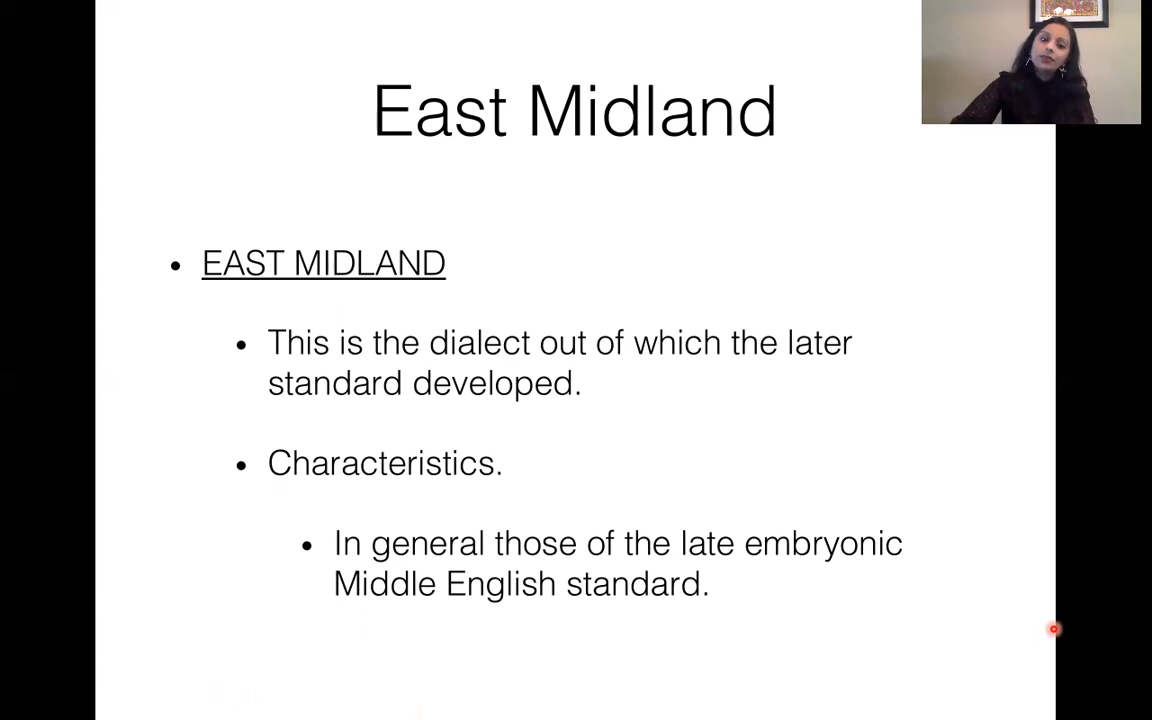 East Midland
• EAST MIDLAND
• This is the dialect out of which the later
standard developed.
• Characteristics.
• In general those of the late embryonic
Middle English standard.